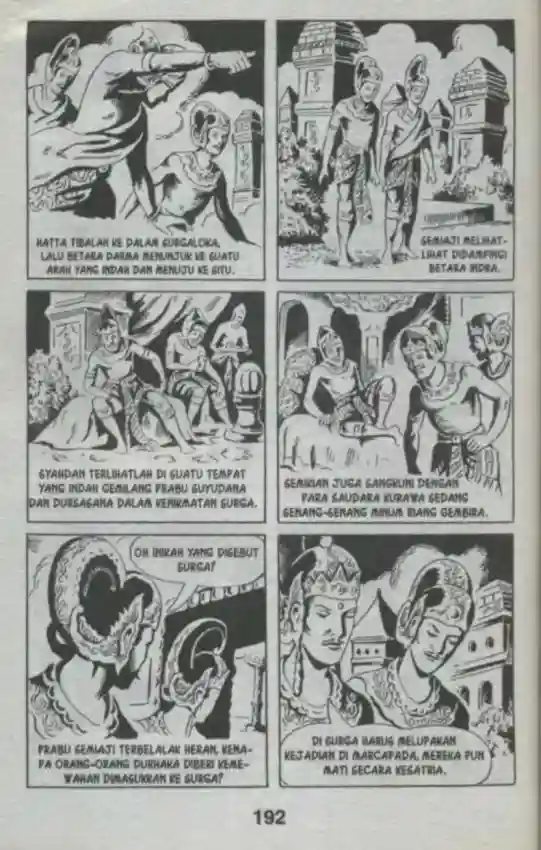 HATTA TIBALAH KE DALAM SURGALOKA,
LALU BETARA DARMA MENUNJUK KE SUATU
ARAH YANG INDAH DAN MENUJU KE SITU.
SEMIAJI MELIHAT-
LIHAT DIDAMPINGI
BETARA INDRA.
SYAHDAN TERLIHATLAH DI SUATU TEMPAT
YANG INDAH GEMILANG PRABU SUYUDANA
DAN DURSASANA DALAM KENIKMATAN SURGA.
SEMIKIAN JUGA SANGKUNI DENGAN
PARA SAUDARA KURAWA SEDANG
SENANG-SENANG MINUM RIANG GEMBIRA.
OH INIKAH YANG DISEBUT
SURGA?
PRABU SEMIAJI TERBELALAK HERAN, KENA-
PA ORANG-ORANG DURHAKA DIBERI KEME-
WAHAN DIMASUKKAN KE SURGA?
DI SURGA HARUS MELUPAKAN
KEJADIAN DI MARCAPADA, MEREKA PUN
MATI SECARA KESATRIA.
192